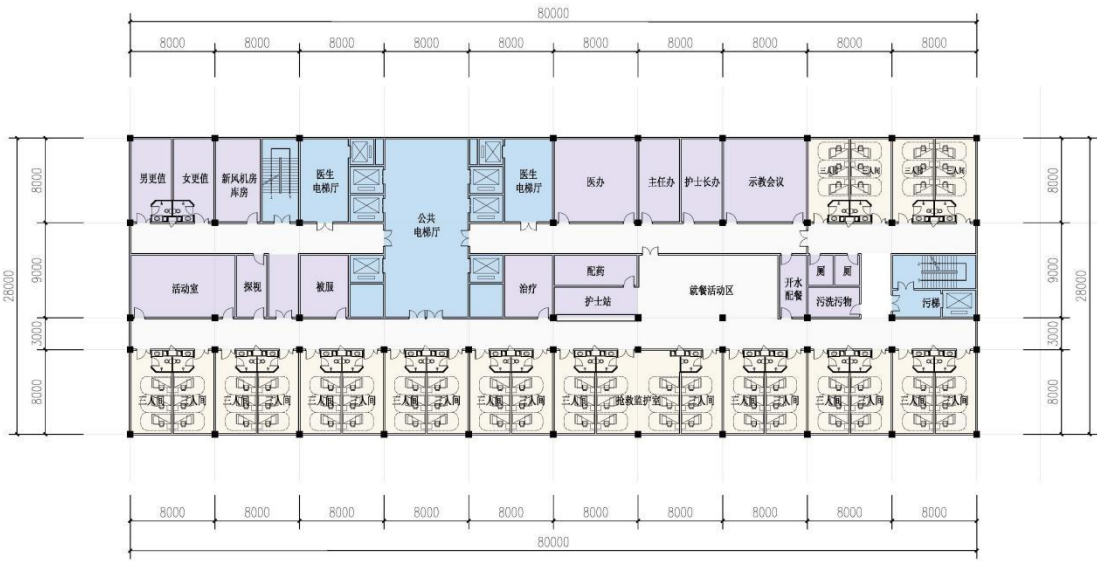 80000
8000 8000 8000 8000 8000 8000 8000 8000 8000 8000
28000
8000
9000
3000
8000
男更值
女更值
新风机房
库房
医生
电梯厅
公共
电梯厅
医生
电梯厅
医办
主任办
护士长办
示教会议
三人间
三人间
三人间
三人间
8000
9000
3000
8000
28000
活动室
探视
被服
治疗
配药
护士站
就餐活动区
开水
配餐
厕
厕
污洗污物
污梯
三人间 三人间 三人间 三人间 三人间 三人间 三人间 三人间 三人间 三人间 三人间 抢救监护室 三人间 三人间 三人间 三人间 三人间
8000 8000 8000 8000 8000 8000 8000 8000 8000 8000
80000